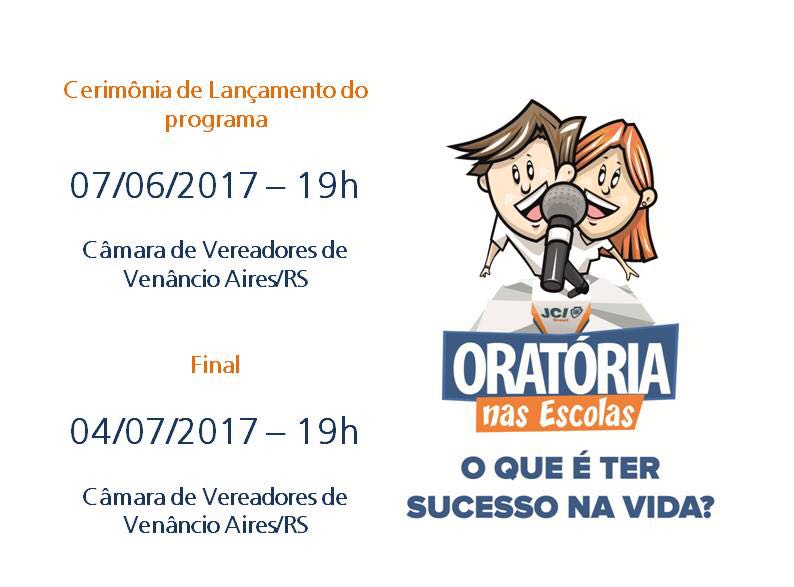 Cerimônia de Lançamento do
programa
07/06/2017 – 19h
Câmara de Vereadores de
Venâncio Aires/RS
Final
04/07/2017 – 19h
Câmara de Vereadores de
Venâncio Aires/RS
JCI
ORATÓRIA
nas Escolas
O QUE É TER
SUCESSO NA VIDA?